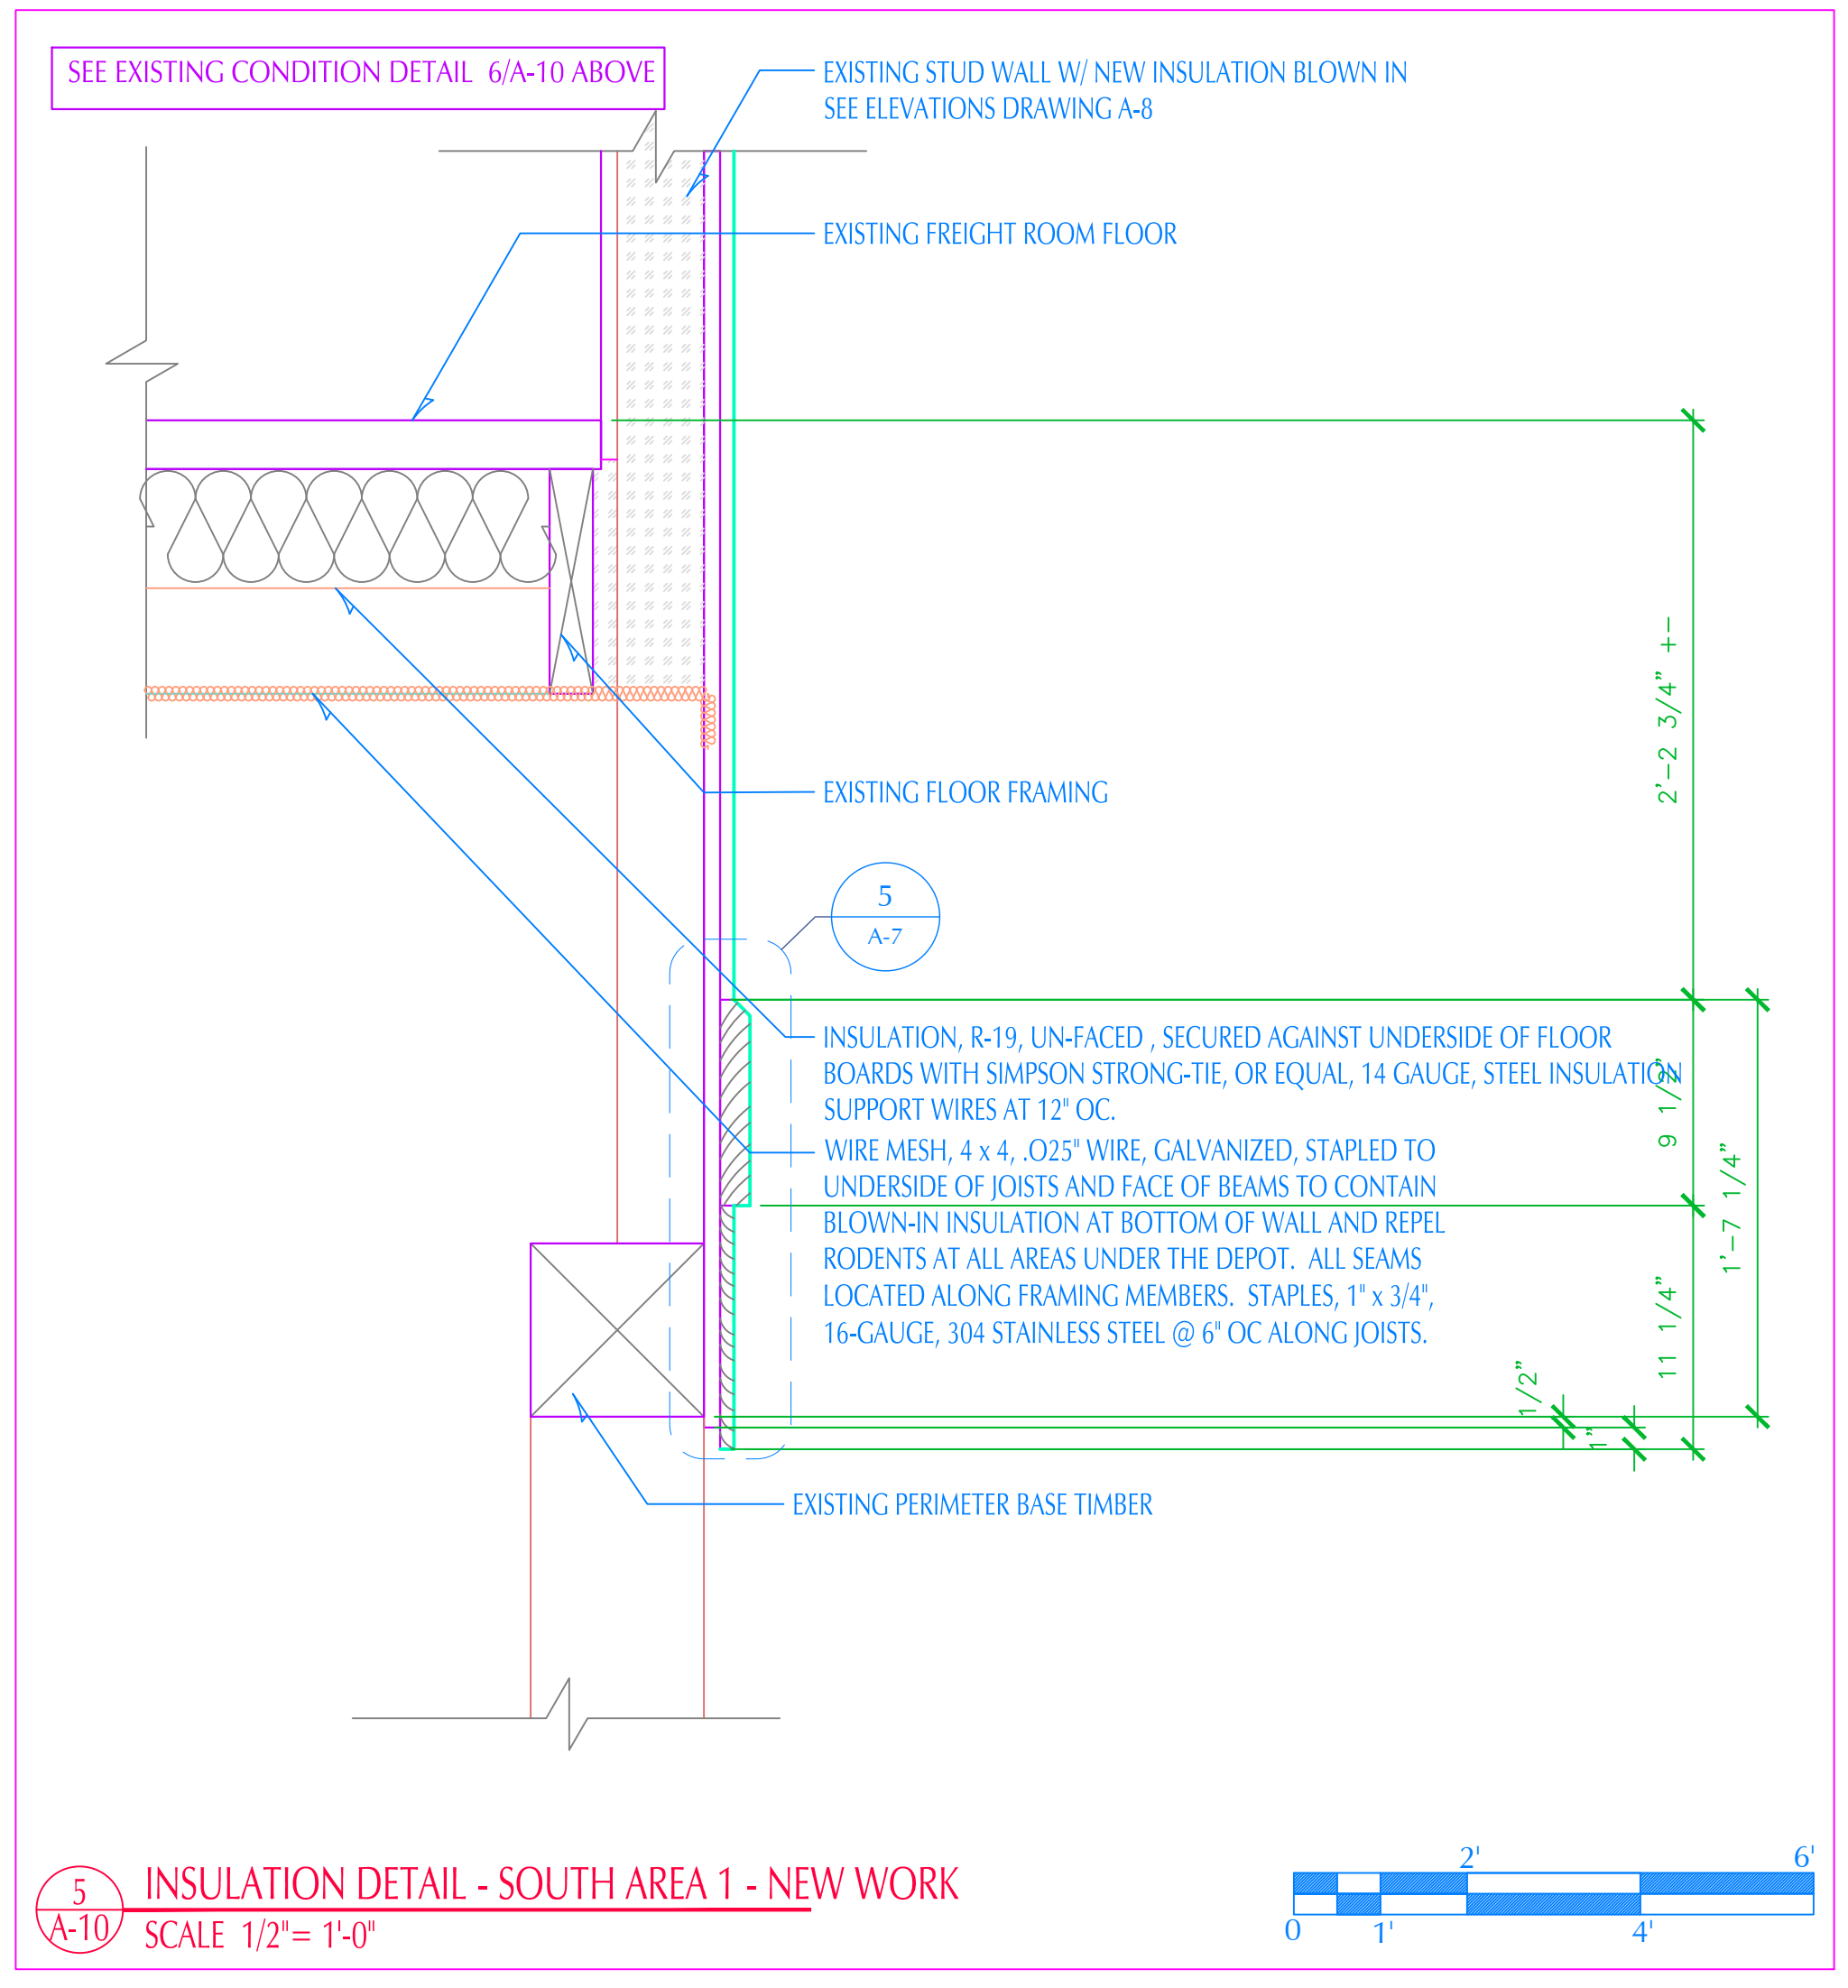 SEE EXISTING CONDITION DETAIL 6/A-10 ABOVE
EXISTING STUD WALL W/ NEW INSULATION BLOWN IN
SEE ELEVATIONS DRAWING A-8
EXISTING FREIGHT ROOM FLOOR
2'-2 3/4" +-
EXISTING FLOOR FRAMING
5
A-7
INSULATION, R-19, UN-FACED , SECURED AGAINST UNDERSIDE OF FLOOR
BOARDS WITH SIMPSON STRONG-TIE, OR EQUAL, 14 GAUGE, STEEL INSULATION
SUPPORT WIRES AT 12" OC.
9 1/2"
WIRE MESH, 4 x 4, .O25" WIRE, GALVANIZED, STAPLED TO
UNDERSIDE OF JOISTS AND FACE OF BEAMS TO CONTAIN
BLOWN-IN INSULATION AT BOTTOM OF WALL AND REPEL
RODENTS AT ALL AREAS UNDER THE DEPOT. ALL SEAMS
LOCATED ALONG FRAMING MEMBERS. STAPLES, 1" x 3/4",
16-GAUGE, 304 STAINLESS STEEL @ 6" OC ALONG JOISTS.
1'-7 1/4"
11 1/4"
1/2"
1"
EXISTING PERIMETER BASE TIMBER
5
A-10
INSULATION DETAIL - SOUTH AREA 1 - NEW WORK
SCALE 1/2"= 1'-0"
2'
6'
0
1'
4'